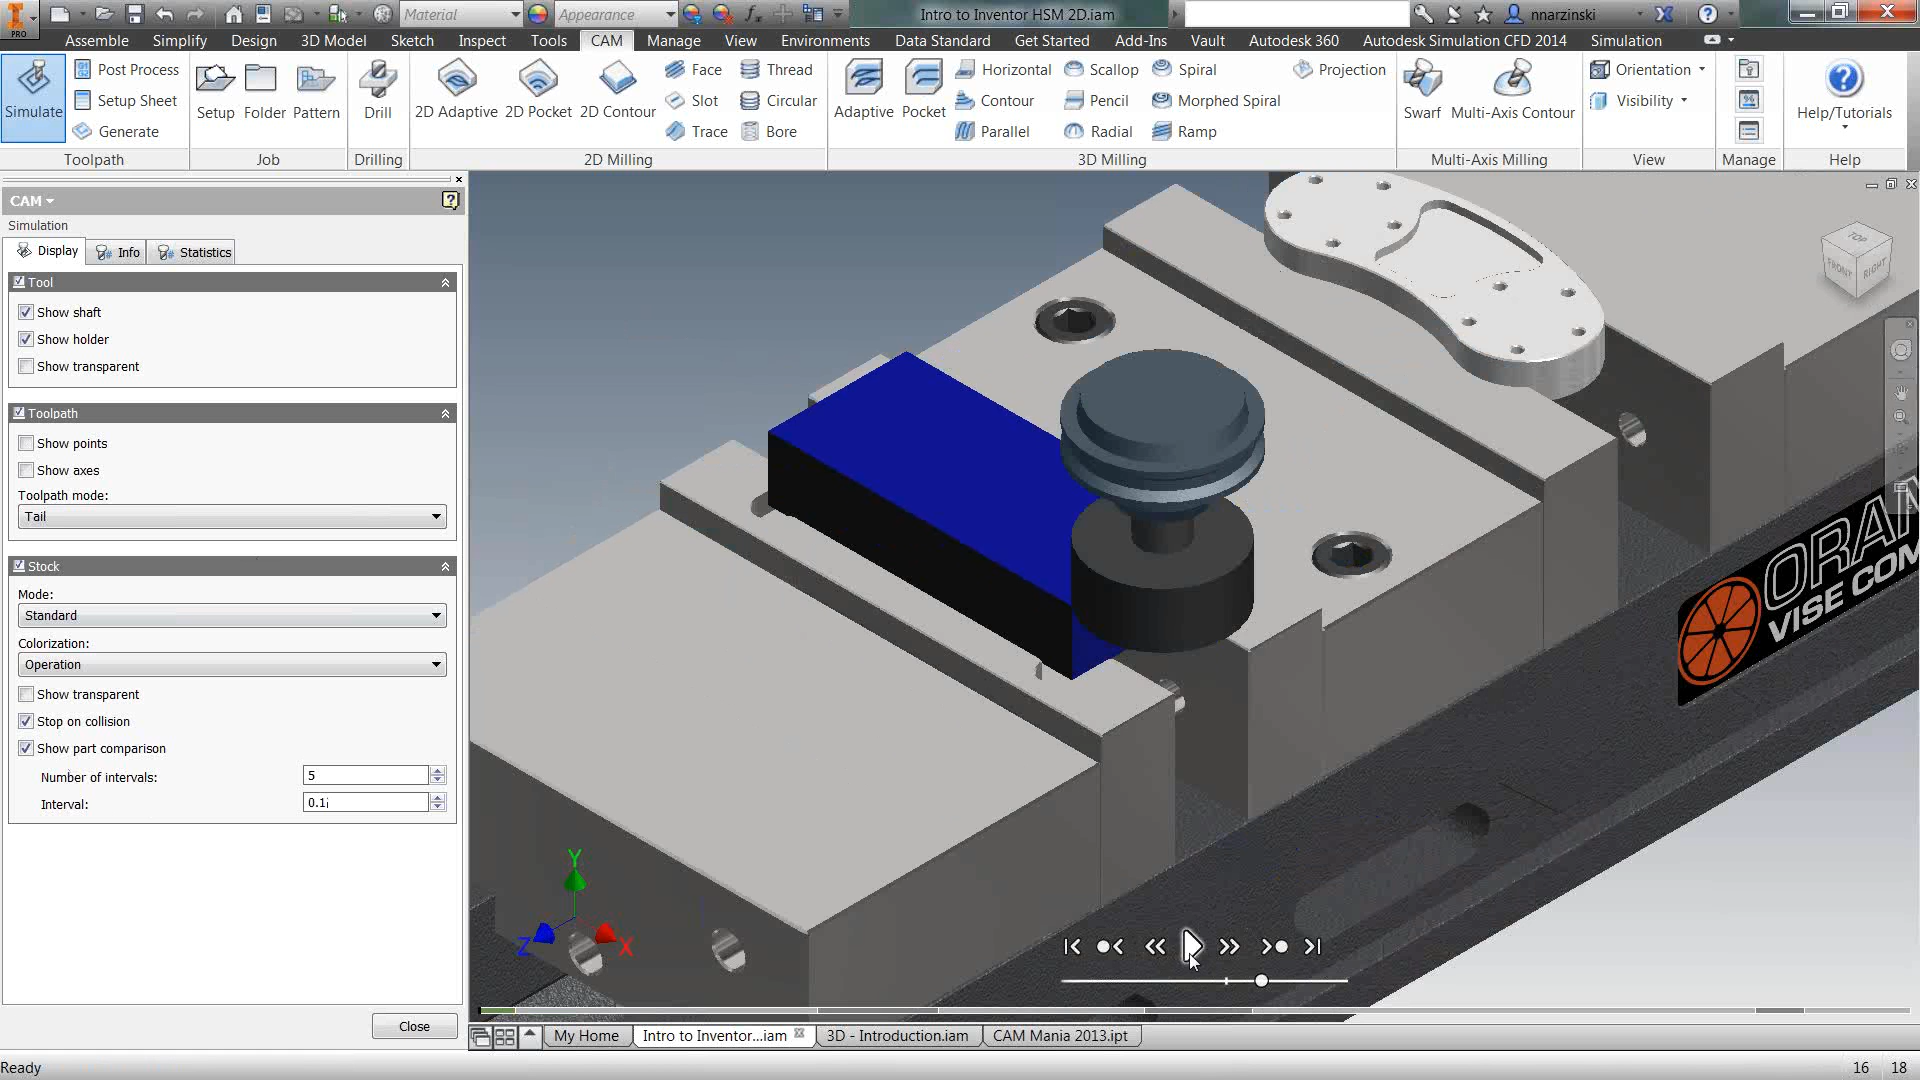 PRO
Material
Appearance
Intro to Inventor HSM 2D.iam
nnarzinski
Assembly Simplify Design 3D Model Sketch Inspect Tools CAM Manage View Environments Data Standard Get Started Add-Ins Vault Autodesk 360 Autodesk Simulation CFD 2014 Simulation
Simulate
Post Process
Setup Sheet
Generate
Toolpath
Setup Folder Pattern
Job
Drill
Drilling
2D Adaptive 2D Pocket 2D Contour
Face
Slot
Trace
Thread
Circular
Bore
2D Milling
Adaptive Pocket
Horizontal
Contour
Parallel
Scallop
Pencil
Radial
Spiral
Morphed Spiral
Ramp
Projection
3D Milling
Swarf Multi-Axis Contour
Multi-Axis Milling
Orientation
Visibility
View
Manage
Help/Tutorials
Help
CAM
Simulation
Display Info Statistics
Tool
Show shaft
Show holder
Show transparent
Toolpath
Show points
Show axes
Toolpath mode:
Tail
Stock
Mode:
Standard
Colorization:
Operation
Show transparent
Stop on collision
Show part comparison
Number of intervals: 5
Interval: 0.1i
Close
TOP
FRONT RIGHT
ORAN
VISE COM
Y
Z X
My Home Intro to Inventor...iam 3D - Introduction.iam CAM Mania 2013.ipt
Ready
16 18